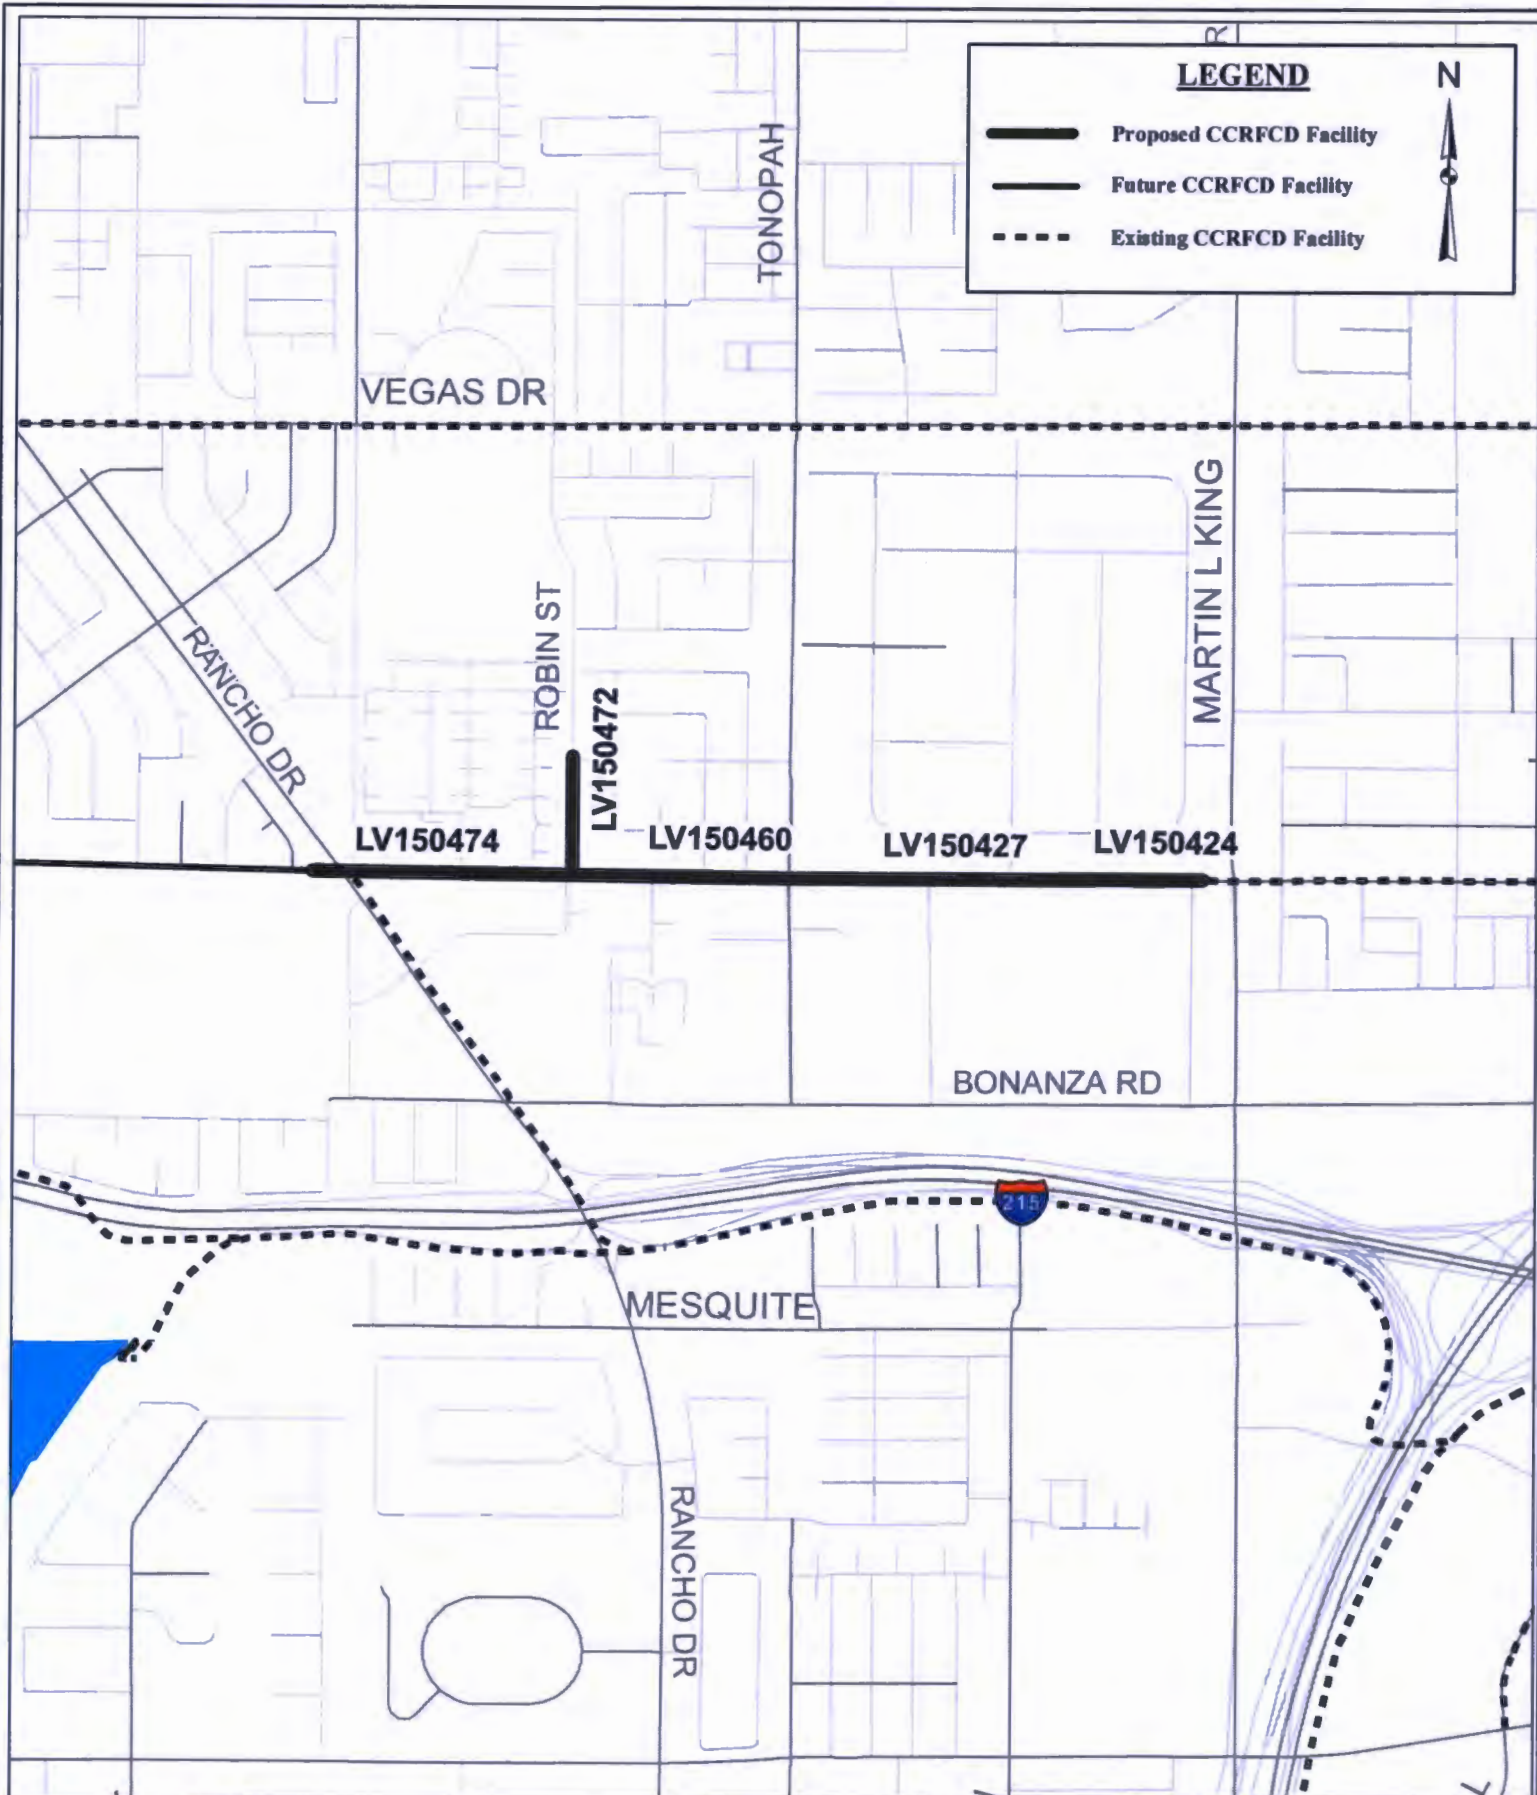 R
LEGEND
N
Proposed CCRFCD Facility
Future CCRFCD Facility
Existing CCRFCD Facility
TONOPAH
VEGAS DR
MARTIN L KING
ROBIN ST
RANCHO DR
LV150472
LV150474
LV150460
LV150427
LV150424
BONANZA RD
215
MESQUITE
RANCHO DR